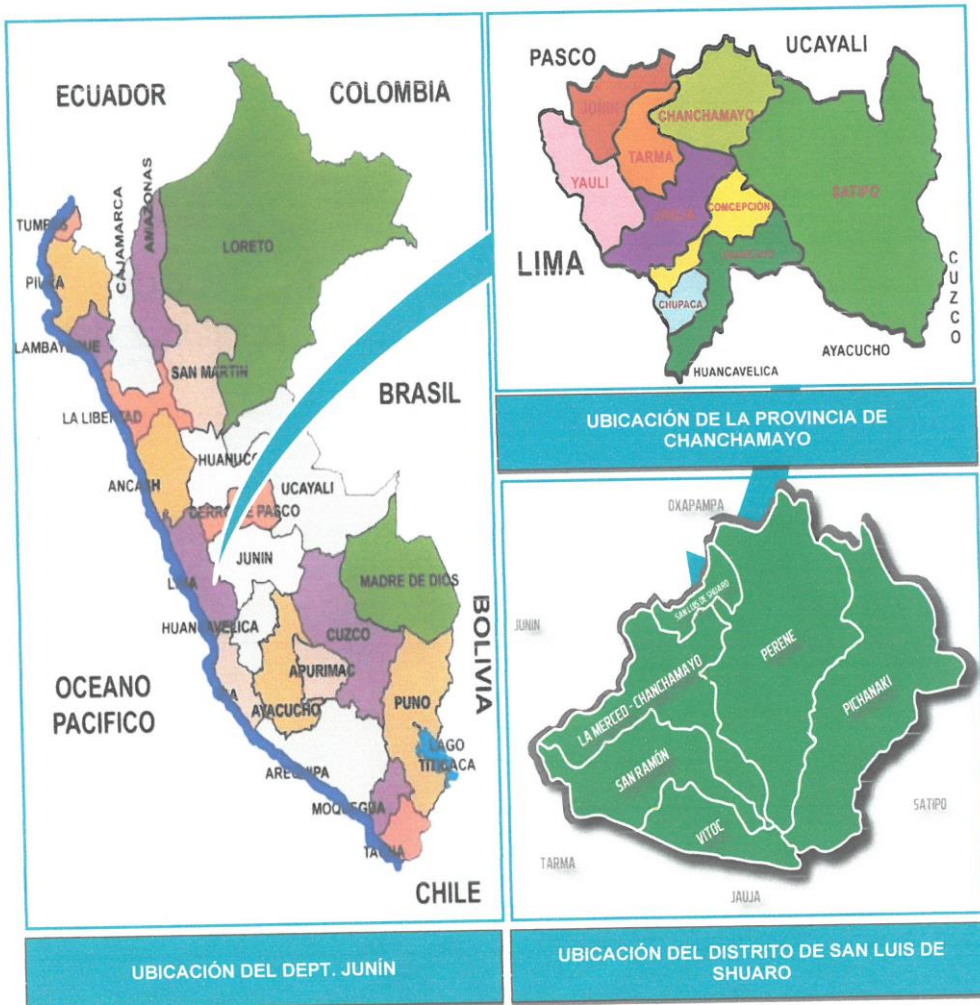 ECUADOR
COLOMBIA
CAJAMARCA
AMAZONAS
TUMBES
LORETO
PIURA
LAMBAYEQUE
SAN MARTIN
BRASIL
LA LIBERTAD
HUANUCO
ANCASH
UCAYALI
CERRO DE PASCO
JUNIN
LIMA
MADRE DE DIOS
HUANCAVELICA
CUZCO
BOLIVIA
APURIMAC
OCEANO
PACIFICO
AYACUCHO
PUNO
LAGO
TITICACA
AREQUIPA
MOQUEGUA
TACNA
CHILE
UBICACIÓN DEL DEPT. JUNÍN
PASCO
UCAYALI
JUNIN
CHANCHAMAYO
TARMA
YAULI
SATIPO
JAUJA
COMCEPCIÓN
LIMA
HUANCAYO
CUZCO
CHUPACA
AYACUCHO
HUANCAVELICA
UBICACIÓN DE LA PROVINCIA DE
CHANCHAMAYO
OXAPAMPA
SAN LUIS DE SHUARO
JUNIN
PERENE
LA MERCED - CHANCHAMAYO
PICHANAKI
SAN RAMÓN
SATIPO
VITOC
TARMA
JAUJA
UBICACIÓN DEL DISTRITO DE SAN LUIS DE
SHUARO